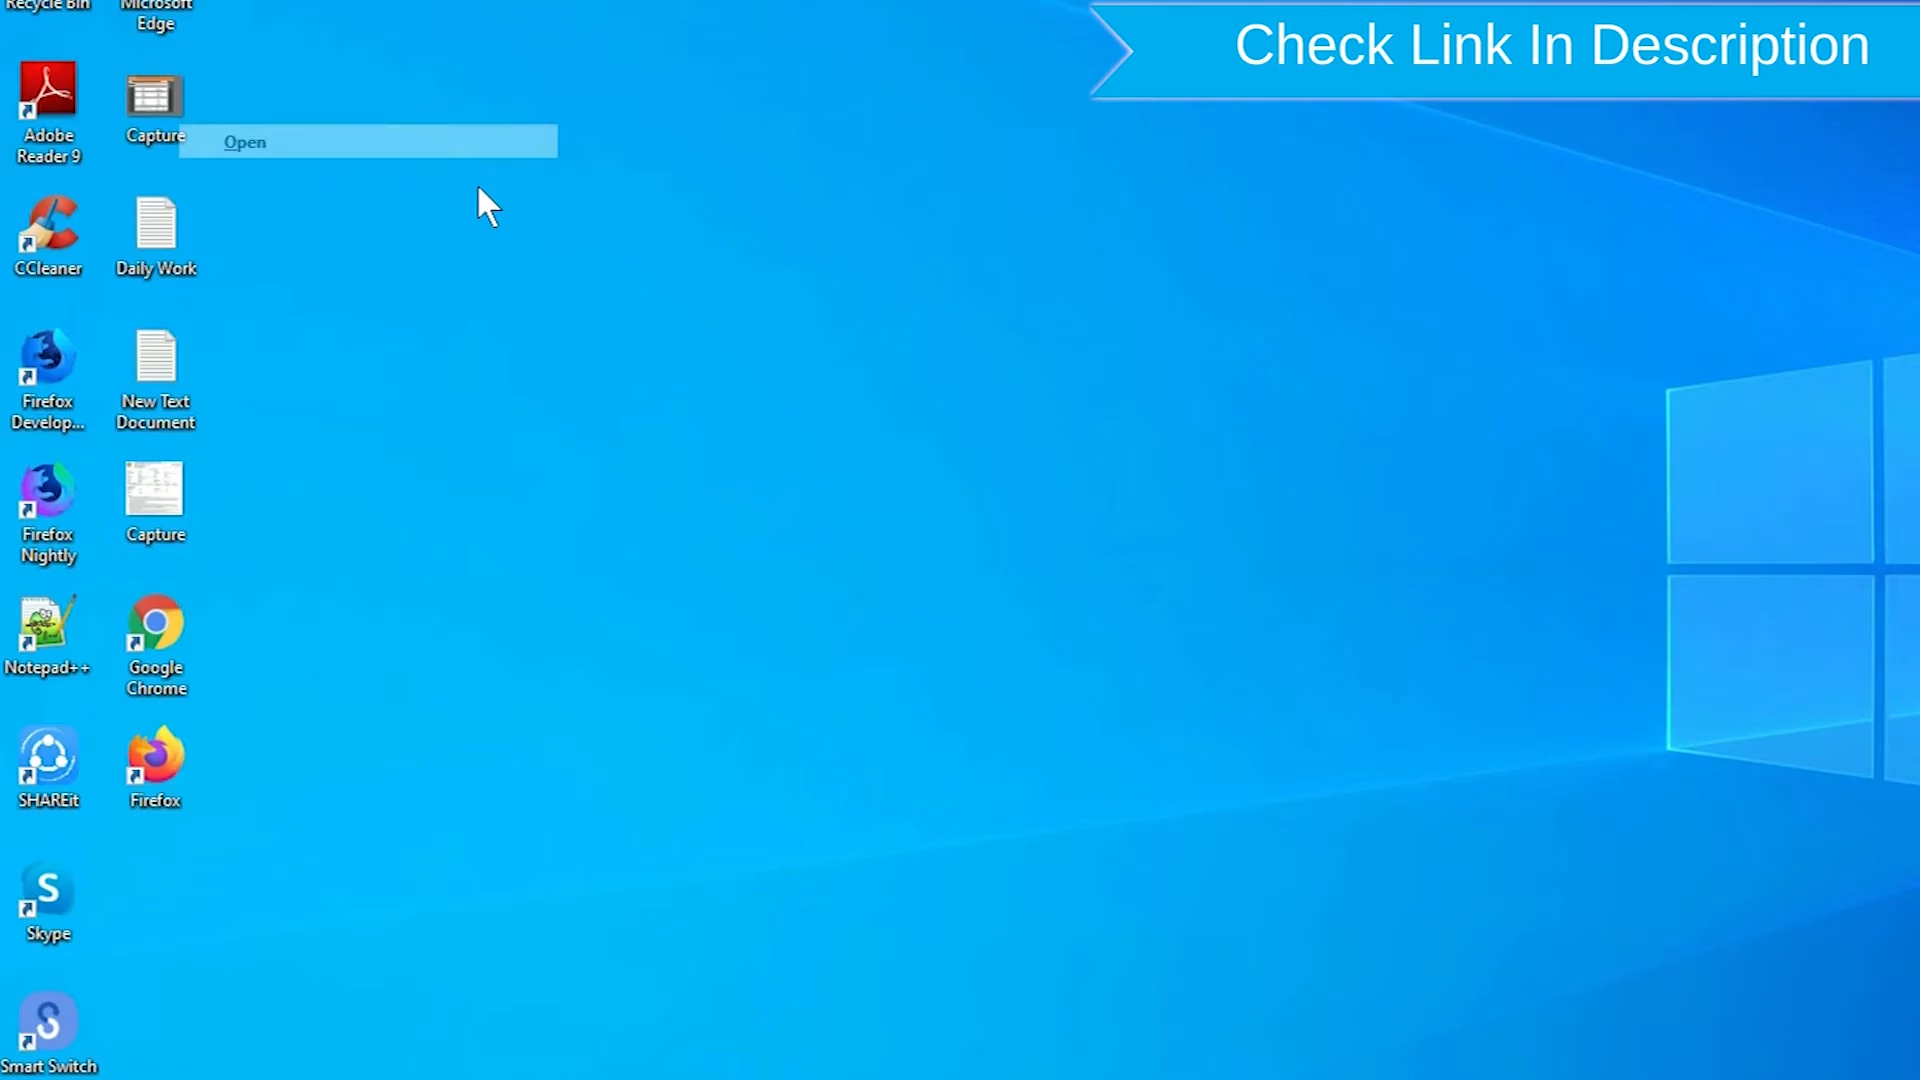 Recycle Bin
Microsoft
Edge
Check Link In Description
Adobe
Reader 9
Capture
Open
CCleaner
Daily Work
Firefox
Develop...
New Text
Document
Firefox
Nightly
Capture
Notepad++
Google
Chrome
SHAREit
Firefox
Skype
Smart Switch